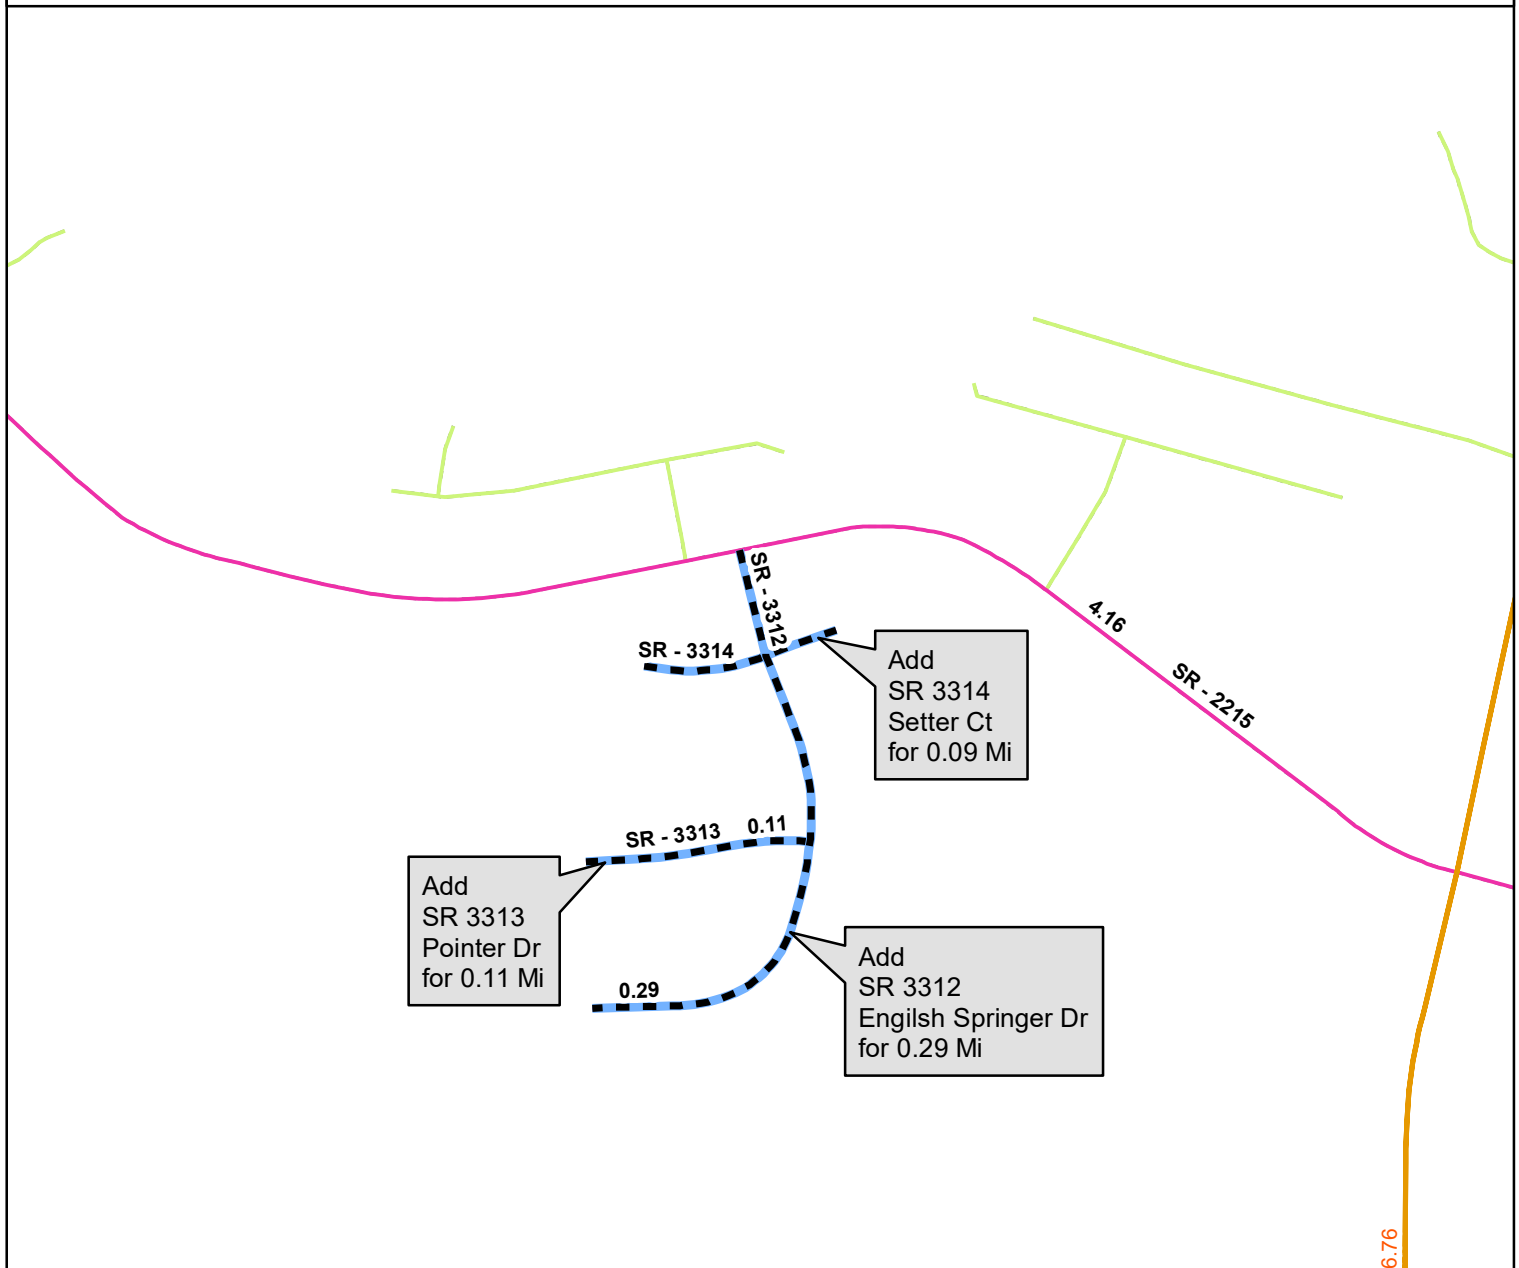 SR - 3312
4.16
SR - 3314
Add
SR 3314
Setter Ct
for 0.09 Mi
SR - 2215
SR - 3313
0.11
Add
SR 3313
Pointer Dr
for 0.11 Mi
Add
SR 3312
Engilsh Springer Dr
for 0.29 Mi
0.29
6.76